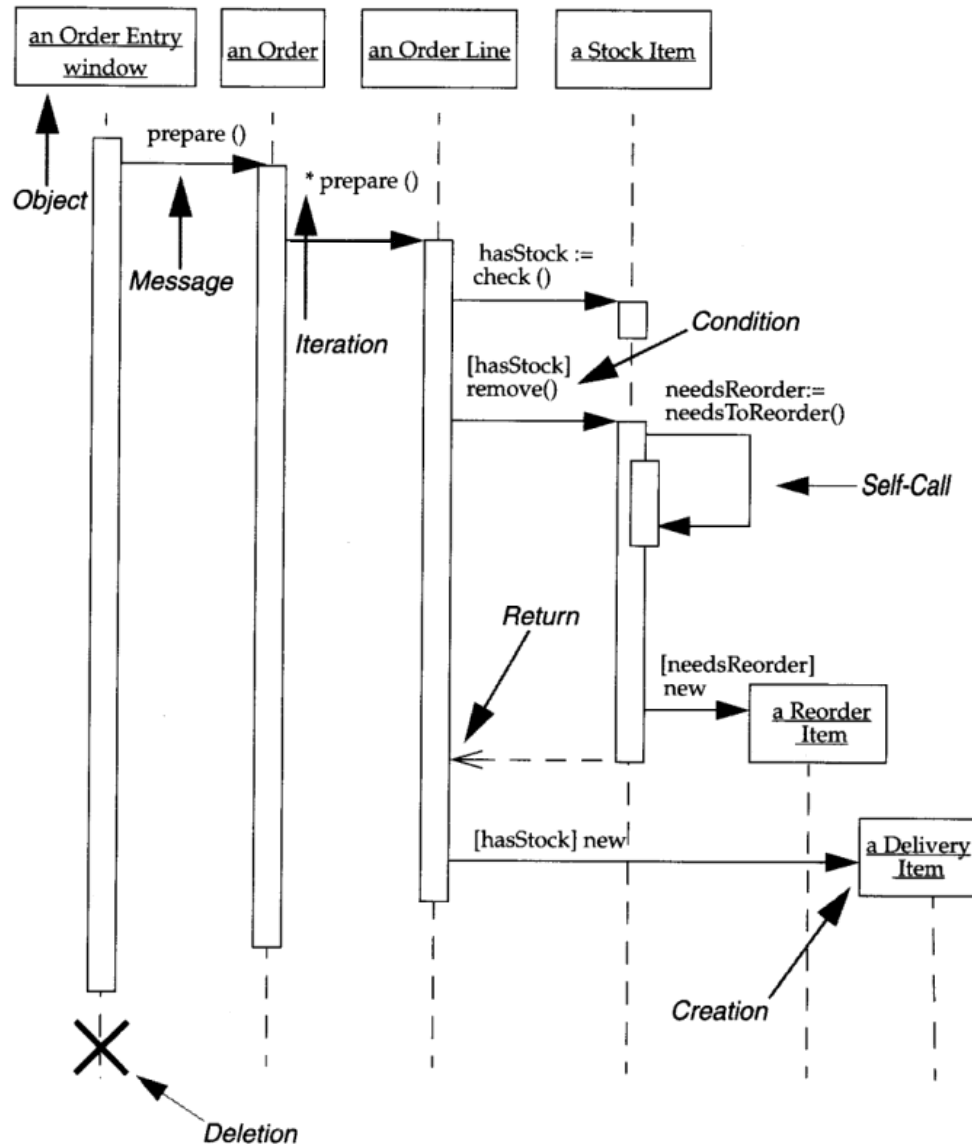 an Order Entry
window
an Order
an Order Line
a Stock Item
prepare ()
Object
* prepare ()
Message
hasStock :=
check ()
Iteration
Condition
[hasStock]
remove()
needsReorder:=
needsToReorder()
Self-Call
Return
[needsReorder]
new
a Reorder
Item
[hasStock] new
a Delivery
Item
Creation
Deletion